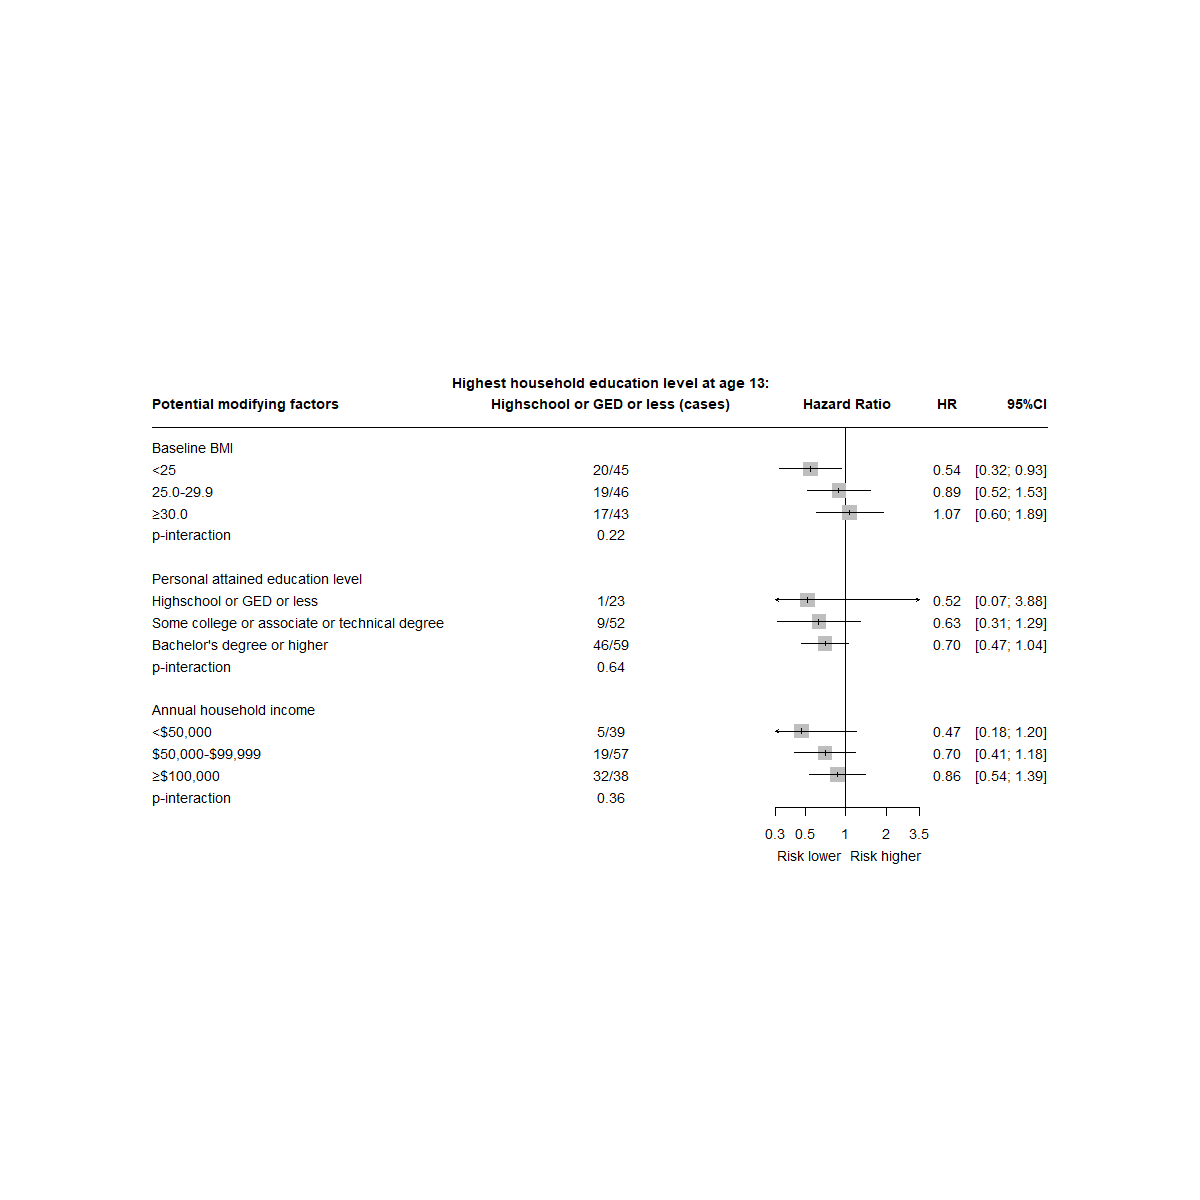 Highest household education level at age 13:
Potential modifying factors Highschool or GED or less (cases) Hazard Ratio HR 95%CI
Baseline BMI
<25 20/45 0.54 [0.32; 0.93]
25.0-29.9 19/46 0.89 [0.52; 1.53]
≥30.0 17/43 1.07 [0.60; 1.89]
p-interaction 0.22
Personal attained education level
Highschool or GED or less 1/23 0.52 [0.07; 3.88]
Some college or associate or technical degree 9/52 0.63 [0.31; 1.29]
Bachelor's degree or higher 46/59 0.70 [0.47; 1.04]
p-interaction 0.64
Annual household income
<$50,000 5/39 0.47 [0.18; 1.20]
$50,000-$99,999 19/57 0.70 [0.41; 1.18]
≥$100,000 32/38 0.86 [0.54; 1.39]
p-interaction 0.36
0.3 0.5 1 2 3.5
Risk lower Risk higher